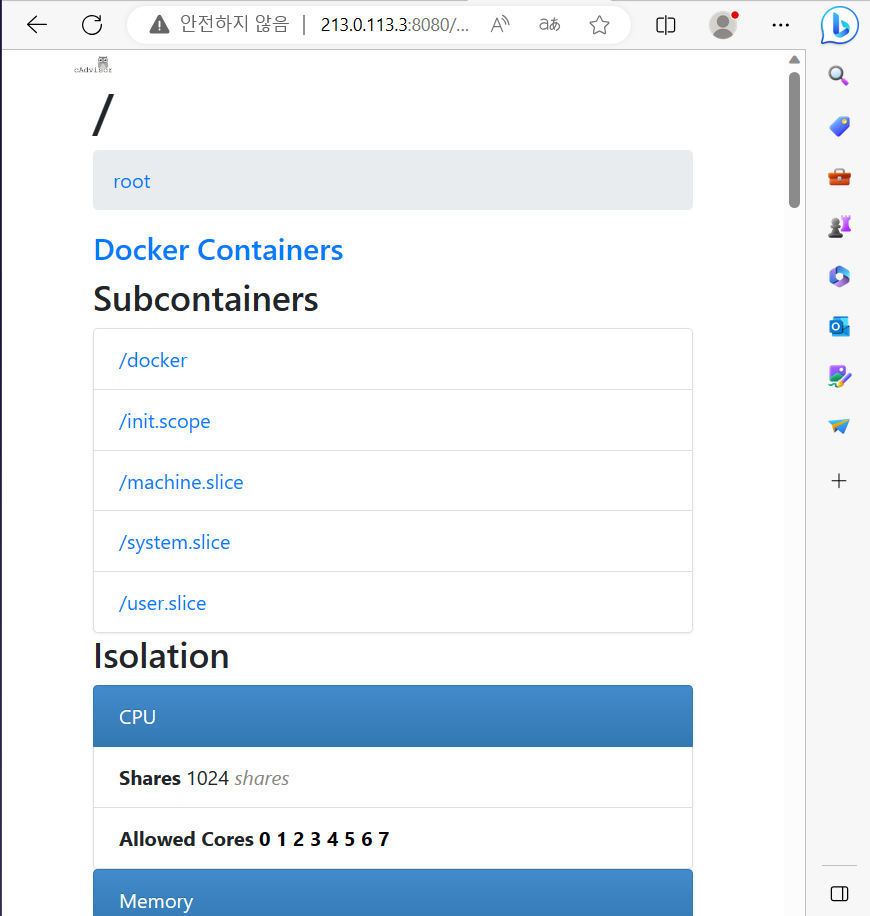 안전하지 않음 | 213.0.113.3:8080/... A aあ
cAdvisor
/
root
Docker Containers
Subcontainers
/docker
/init.scope
/machine.slice
/system.slice
/user.slice
Isolation
CPU
Shares 1024 shares
Allowed Cores 0 1 2 3 4 5 6 7
Memory